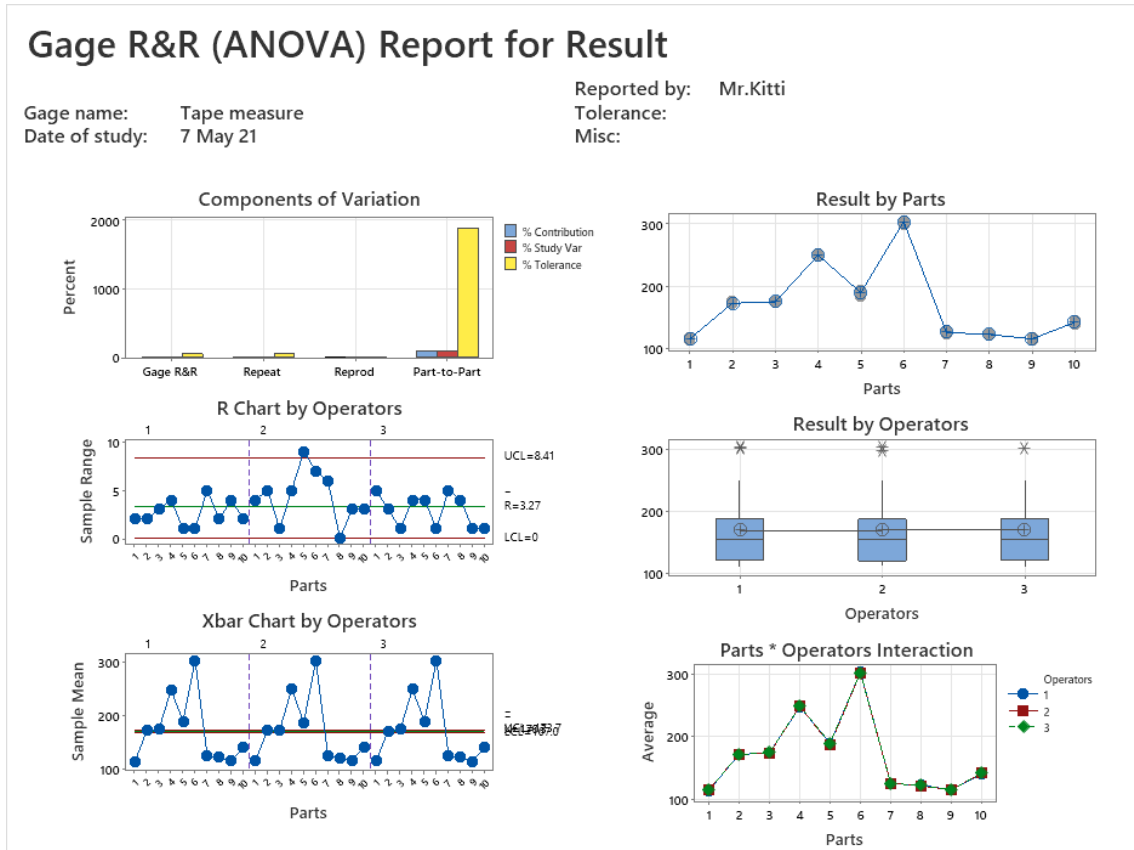 Gage R&R (ANOVA) Report for Result
Reported by: Mr.Kitti
Gage name: Tape measure
Tolerance:
Date of study: 7 May 21
Misc:
Components of Variation
2000
1000
0
Percent
Gage R&R Repeat Reprod Part-to-Part
% Contribution
% Study Var
% Tolerance
R Chart by Operators
1 2 3
10
5
0
Sample Range
UCL=8.41
R=3.27
LCL=0
1 2 3 4 5 6 7 8 9 10 1 2 3 4 5 6 7 8 9 10 1 2 3 4 5 6 7 8 9 10
Parts
Xbar Chart by Operators
1 2 3
300
200
100
Sample Mean
1 2 3 4 5 6 7 8 9 10 1 2 3 4 5 6 7 8 9 10 1 2 3 4 5 6 7 8 9 10
Parts
Result by Parts
300
200
100
1 2 3 4 5 6 7 8 9 10
Parts
Result by Operators
300
200
100
1 2 3
Operators
Parts * Operators Interaction
300
200
100
Average
1 2 3 4 5 6 7 8 9 10
Parts
Operators
1
2
3